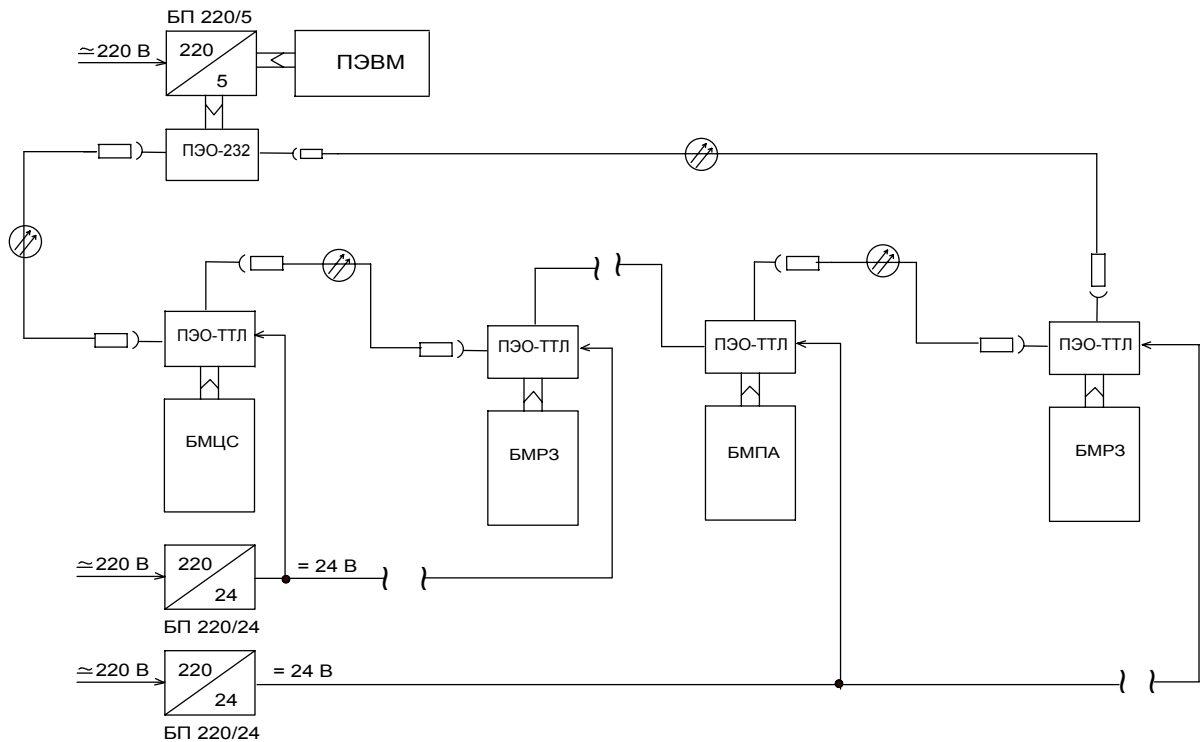 БП 220/5
≃220 В
220
5
ПЭВМ
ПЭО-232
ПЭО-ТТЛ
ПЭО-ТТЛ
ПЭО-ТТЛ
ПЭО-ТТЛ
БМЦС
БМРЗ
БМПА
БМРЗ
≃220 В
220
24
= 24 В
БП 220/24
≃220 В
220
24
= 24 В
БП 220/24